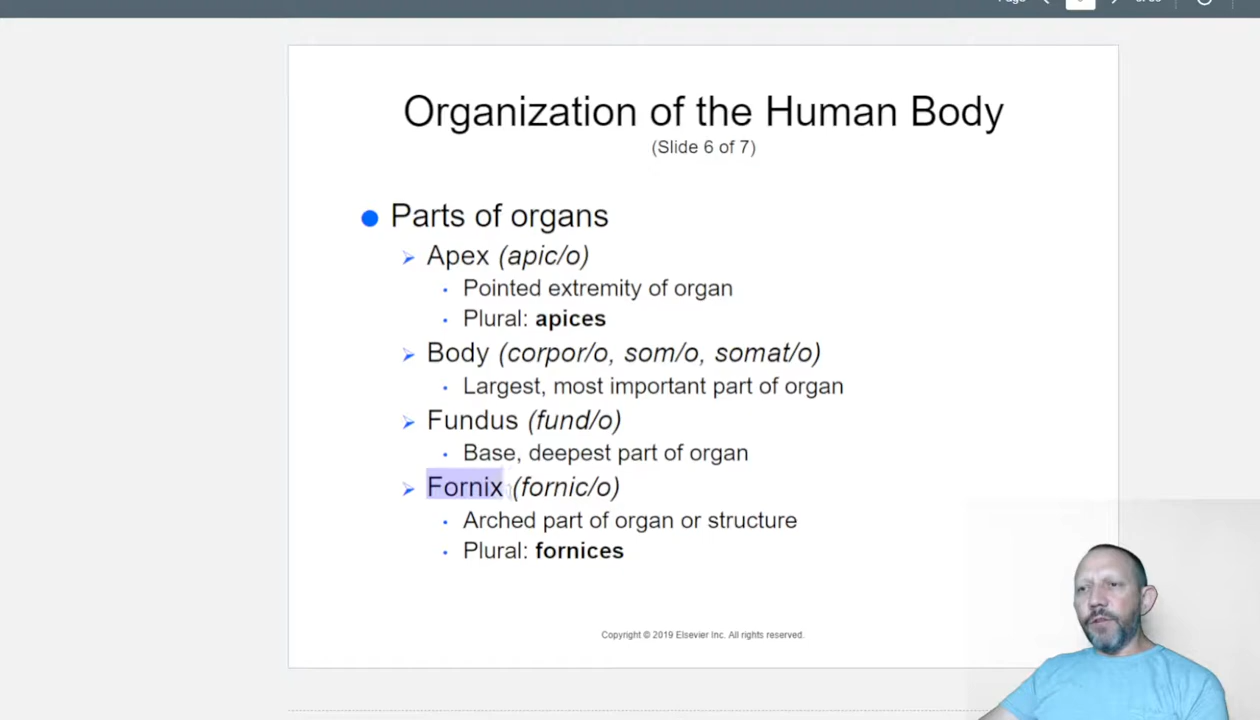 Organization of the Human Body
(Slide 6 of 7)
Parts of organs
Apex (apic/o)
Pointed extremity of organ
Plural: apices
Body (corpor/o, som/o, somat/o)
Largest, most important part of organ
Fundus (fund/o)
Base, deepest part of organ
Fornix (fornic/o)
Arched part of organ or structure
Plural: fornices
Copyright © 2019 Elsevier Inc. All rights reserved.